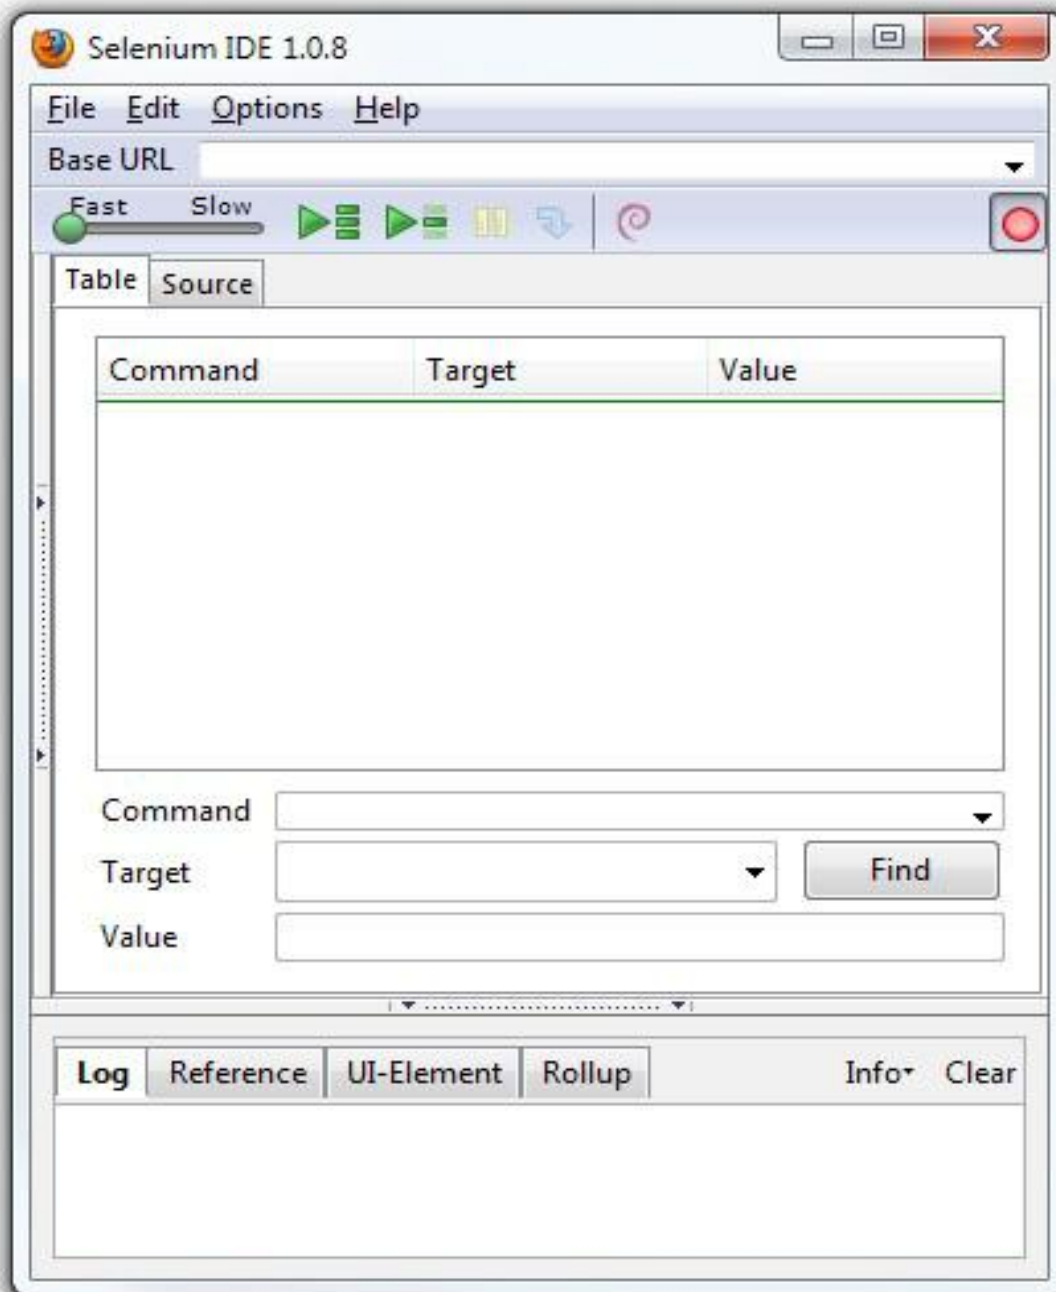 Selenium IDE 1.0.8
File Edit Options Help
Base URL
Fast Slow
Table Source
Command Target Value
Command
Target Find
Value
Log Reference UI-Element Rollup Info Clear